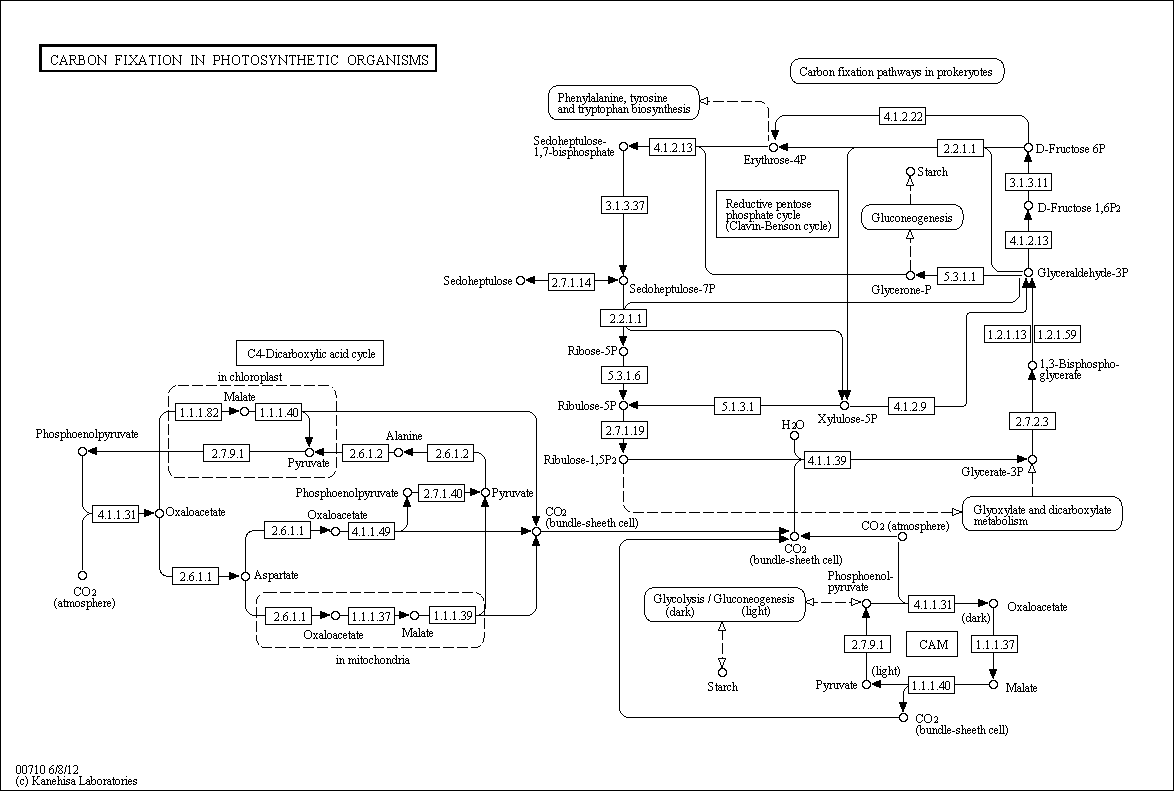 CARBON FIXATION IN PHOTOSYNTHETIC ORGANISMS
Carbon fixation pathways in prokeryotes
Phenylalanine, tyrosine
and tryptophan biosynthesis
4.1.2.22
Sedoheptulose-
1,7-bisphosphate
4.1.2.13
Erythrose-4P
2.2.1.1
D-Fructose 6P
Starch
3.1.3.11
3.1.3.37
Reductive pentose
phosphate cycle
(Clavin-Benson cycle)
Gluconeogenesis
D-Fructose 1,6P2
4.1.2.13
Sedoheptulose
2.7.1.14
Sedoheptulose-7P
Glycerone-P
5.3.1.1
Glyceraldehyde-3P
2.2.1.1
1.2.1.13
1.2.1.59
Ribose-5P
5.3.1.6
1,3-Bisphospho-
glycerate
Ribulose-5P
5.1.3.1
Xylulose-5P
4.1.2.9
2.7.1.19
H2O
2.7.2.3
Ribulose-1,5P2
4.1.1.39
Glycerate-3P
Glyoxylate and dicarboxylate
metabolism
C4-Dicarboxylic acid cycle
in chloroplast
Malate
1.1.1.82
1.1.1.40
Phosphoenolpyruvate
2.7.9.1
Pyruvate
2.6.1.2
Alanine
2.6.1.2
Phosphoenolpyruvate
2.7.1.40
Pyruvate
4.1.1.31
Oxaloacetate
Oxaloacetate
2.6.1.1
4.1.1.49
CO2
(bundle-sheeth cell)
CO2
(atmosphere)
2.6.1.1
Aspartate
2.6.1.1
1.1.1.37
1.1.1.39
Oxaloacetate
Malate
in mitochondria
CO2
(bundle-sheeth cell)
CO2 (atmosphere)
Phosphoenol-
pyruvate
Glycolysis / Gluconeogenesis
(dark) (light)
4.1.1.31
Oxaloacetate
(dark)
2.7.9.1
CAM
1.1.1.37
Starch
Pyruvate
(light)
1.1.1.40
Malate
CO2
(bundle-sheeth cell)
00710 6/8/12
(c) Kanehisa Laboratories